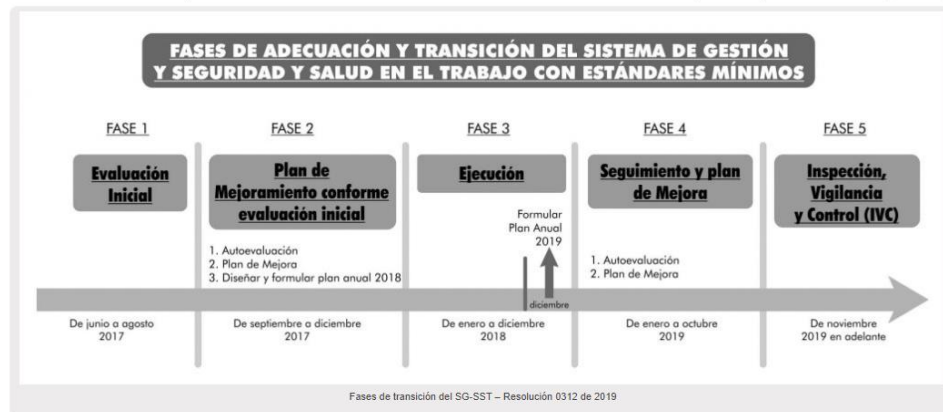 FASES DE ADECUACIÓN Y TRANSICIÓN DEL SISTEMA DE GESTIÓN
Y SEGURIDAD Y SALUD EN EL TRABAJO CON ESTÁNDARES MÍNIMOS
FASE 1
Evaluación
Inicial
De junio a agosto
2017
FASE 2
Plan de
Mejoramiento conforme
evaluación inicial
1. Autoevaluación
2. Plan de Mejora
3. Diseñar y formular plan anual 2018
De septiembre a diciembre
2017
FASE 3
Ejecución
Formular
Plan Anual
2019
diciembre
De enero a diciembre
2018
FASE 4
Seguimiento y plan
de Mejora
1. Autoevaluación
2. Plan de Mejora
De enero a octubre
2019
FASE 5
Inspección,
Vigilancia
y Control (IVC)
De noviembre
2019 en adelante
Fases de transición del SG-SST – Resolución 0312 de 2019